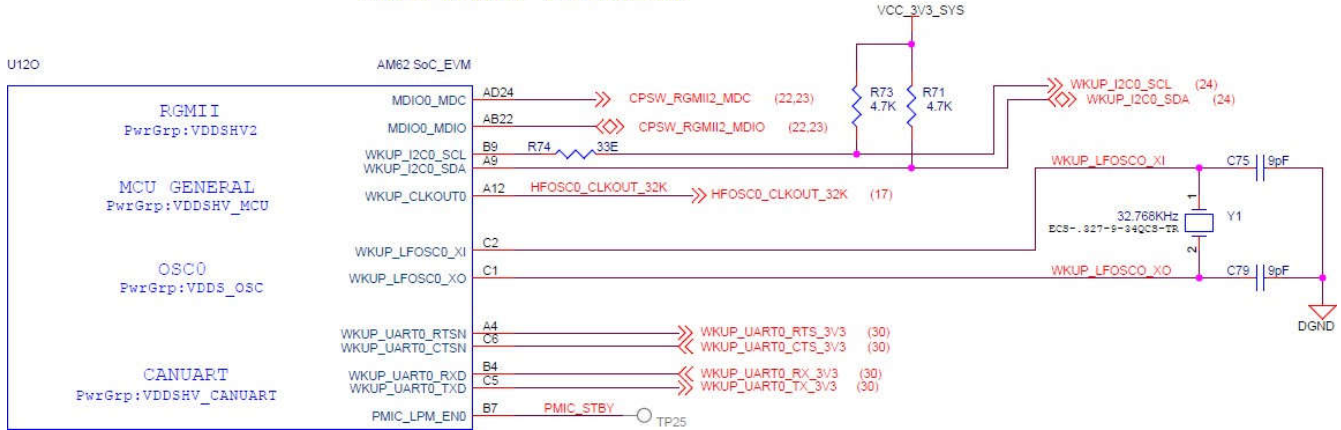 VCC_3V3_SYS
U12O
AM62 SoC_EVM
RGMII
PwrGrp:VDDSHV2
MCU GENERAL
PwrGrp:VDDSHV_MCU
OSC0
PwrGrp:VDDS_OSC
CANUART
PwrGrp:VDDSHV_CANUART
MDIO0_MDC AD24 CPSW_RGMII2_MDC (22,23)
MDIO0_MDIO AB22 CPSW_RGMII2_MDIO (22,23)
WKUP_I2C0_SCL B9 R74 33E
WKUP_I2C0_SDA A9
R73 4.7K
R71 4.7K
WKUP_I2C0_SCL (24)
WKUP_I2C0_SDA (24)
WKUP_CLKOUT0 A12 HFOSC0_CLKOUT_32K HFOSC0_CLKOUT_32K (17)
WKUP_LFOSC0_XI C2 WKUP_LFOSCO_XI C75 9pF
1
32.768KHz Y1
ECS-.327-9-34QCS-TR
2
WKUP_LFOSC0_XO C1 WKUP_LFOSCO_XO C79 9pF
DGND
WKUP_UART0_RTSN A4 WKUP_UART0_RTS_3V3 (30)
WKUP_UART0_CTSN C6 WKUP_UART0_CTS_3V3 (30)
WKUP_UART0_RXD B4 WKUP_UART0_RX_3V3 (30)
WKUP_UART0_TXD C5 WKUP_UART0_TX_3V3 (30)
PMIC_LPM_EN0 B7 PMIC_STBY TP25